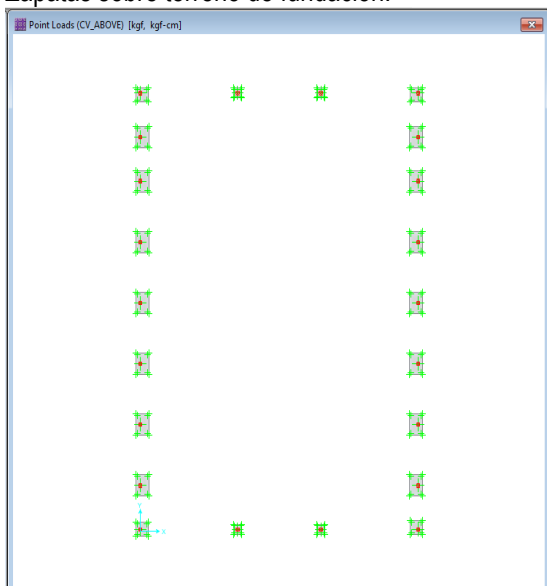 Zapatas sobre terreno de fundación.
Point Loads (CV_ABOVE) [kgf, kgf-cm]
Y
X